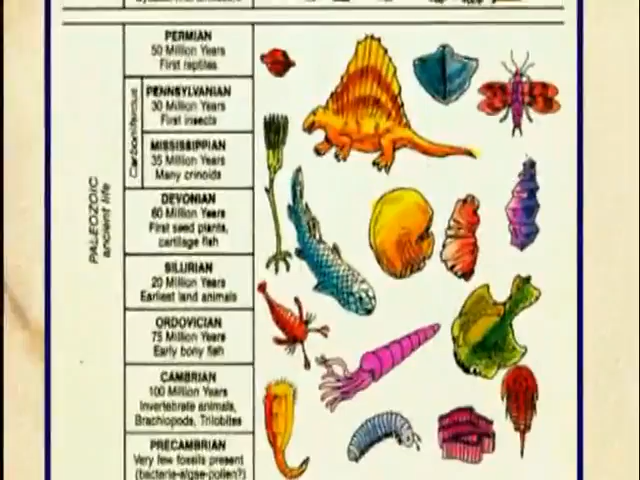 PERMIAN
50 Million Years
First reptiles
PENNSYLVANIAN
30 Million Years
First insects
Carboniferous
MISSISSIPPIAN
35 Million Years
Many crinoids
PALEOZOIC
ancient life
DEVONIAN
60 Million Years
First seed plants,
cartilage fish
SILURIAN
20 Million Years
Earliest land animals
ORDOVICIAN
75 Million Years
Early bony fish
CAMBRIAN
100 Million Years
Invertebrate animals,
Brachiopods, Trilobites
PRECAMBRIAN
Very few fossils present
(bacteria-algae-pollen?)